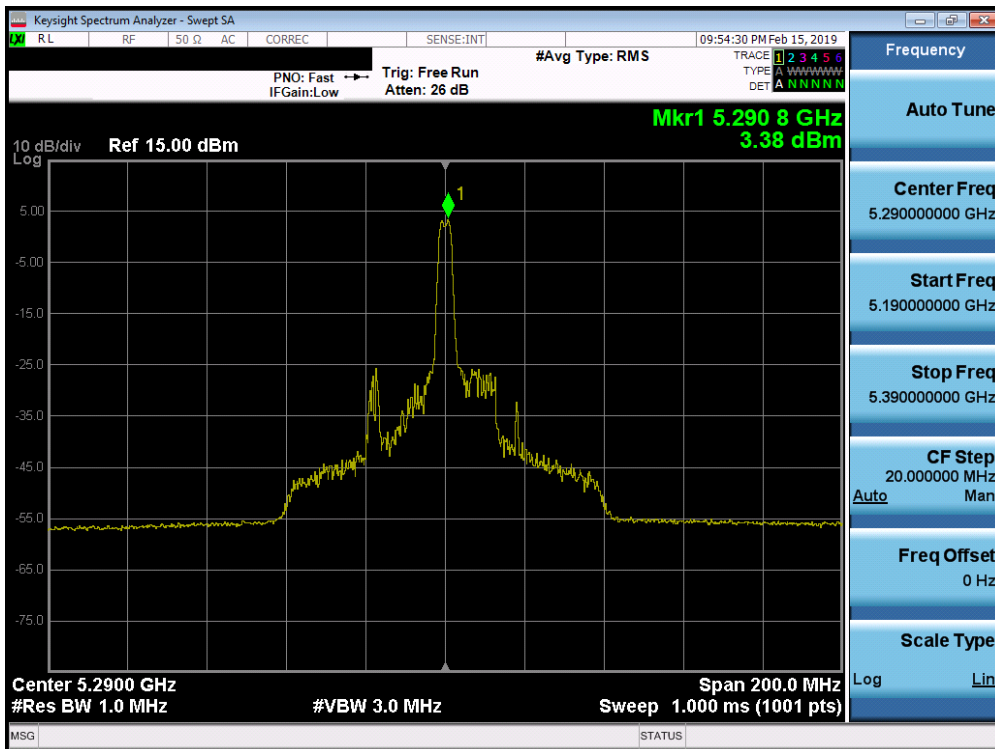 Keysight Spectrum Analyzer - Swept SA
LXI RL RF 50 Ω AC CORREC SENSE:INT 09:54:30 PM Feb 15, 2019
#Avg Type: RMS TRACE 1 2 3 4 5 6
PNO: Fast Trig: Free Run TYPE A WWWWW
IFGain:Low Atten: 26 dB DET A N N N N N
Mkr1 5.290 8 GHz
3.38 dBm
10 dB/div Ref 15.00 dBm
Log
1
5.00
-5.00
-15.0
-25.0
-35.0
-45.0
-55.0
-65.0
-75.0
Center 5.2900 GHz Span 200.0 MHz
#Res BW 1.0 MHz #VBW 3.0 MHz Sweep 1.000 ms (1001 pts)
MSG STATUS
Frequency
Auto Tune
Center Freq
5.290000000 GHz
Start Freq
5.190000000 GHz
Stop Freq
5.390000000 GHz
CF Step
20.000000 MHz
Auto Man
Freq Offset
0 Hz
Scale Type
Log Lin